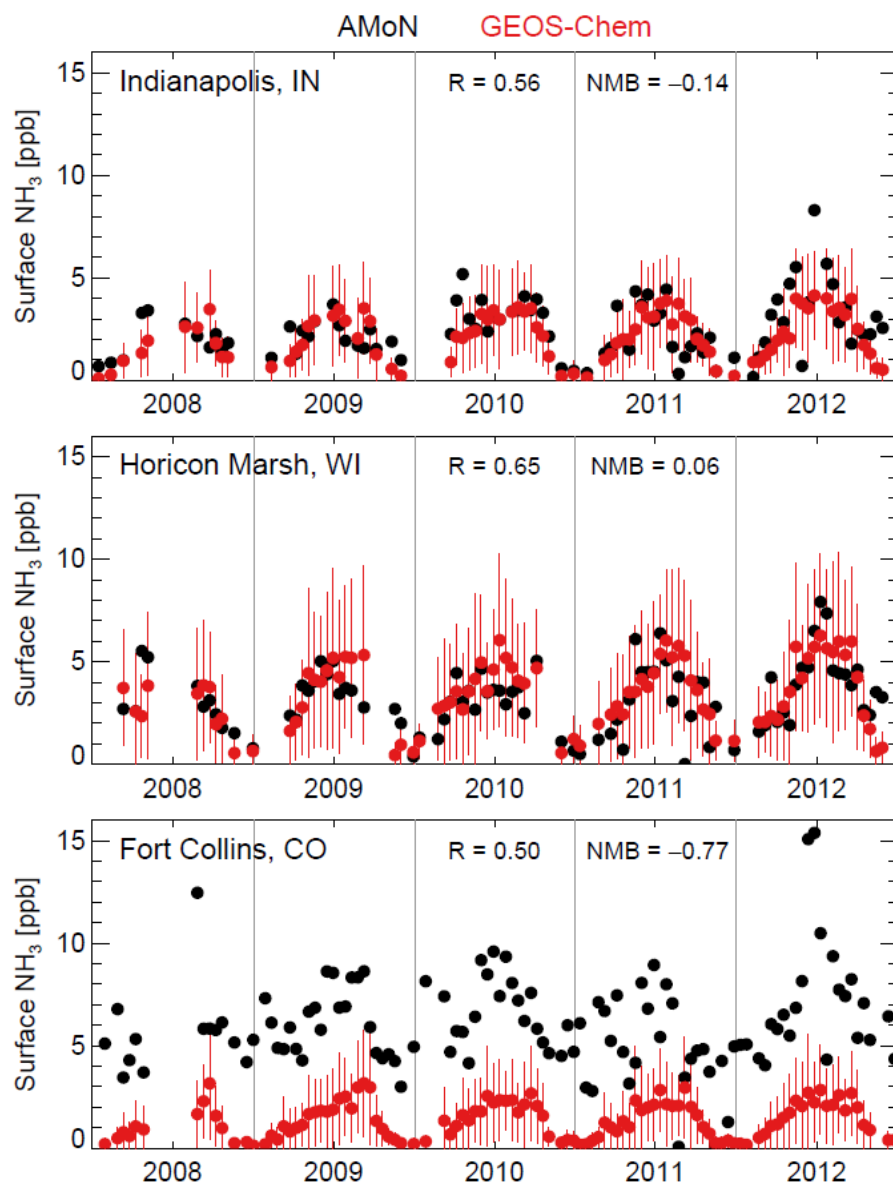 AMoN GEOS-Chem
Indianapolis, IN R = 0.56 NMB = −0.14
Surface NH3 [ppb]
15
10
5
0
2008 2009 2010 2011 2012
Horicon Marsh, WI R = 0.65 NMB = 0.06
Surface NH3 [ppb]
15
10
5
0
2008 2009 2010 2011 2012
Fort Collins, CO R = 0.50 NMB = −0.77
Surface NH3 [ppb]
15
10
5
0
2008 2009 2010 2011 2012